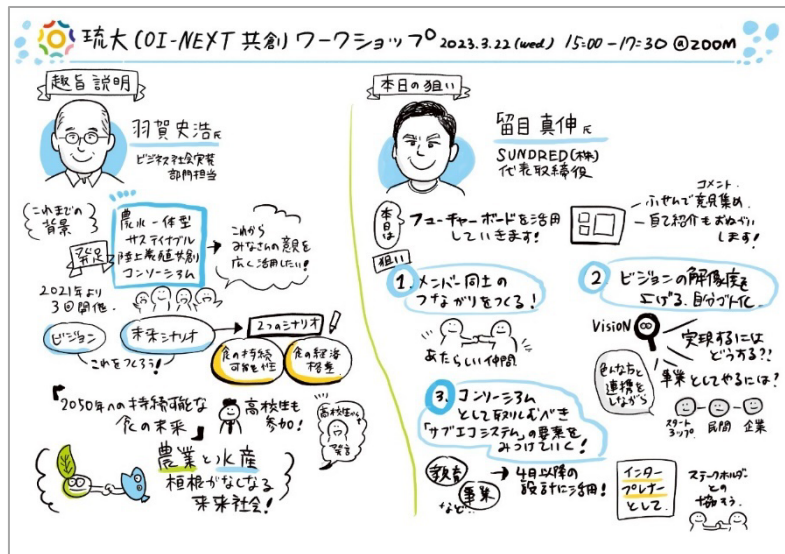 琉大COI-NEXT共創ワークショップ 2023.3.22(wed) 15:00-17:30 @ZOOM
趣旨説明
羽賀史浩氏
ビジネス社会実装
部門担当
これまでの
背景
発足
農水一体型
サステイナブル
陸上養殖共創
コンソーシアム
これから
みなさんの意見を
広く活用したい!
2021年より
3回開催
ビジョン
未来シナリオ
これをつくろう!
2つのシナリオ
食の持続
可能性
食の経済
格差
「2050年への持続可能な
食の未来」
高校生も
参加!
高校生から
発言
農業と水産
垣根がなくなる
未来社会!
本日の狙い
留目真伸氏
SUNDRED(株)
代表取締役
本日は
フューチャーボードを活用
していきます!
コメント
ふせんで意見集め
自己紹介もおねがい
します!
狙い
1. メンバー同士の
つながりをつくる!
あたらしい仲間
2. ビジョンの解像度を
上げる、自分ゴト化
VISION
実現するには
どうする?!
事業としてやるには?
色んな方と
連携を
しながら
スタート
アップ
民間
企業
3. コンソーシアム
として取りくむべき
「サブエコシステム」の要素を
みつけていく!
教育
事業
など…
4月以降の
設計に活用!
インター
プレナー
として
ステークホルダー
との
協力